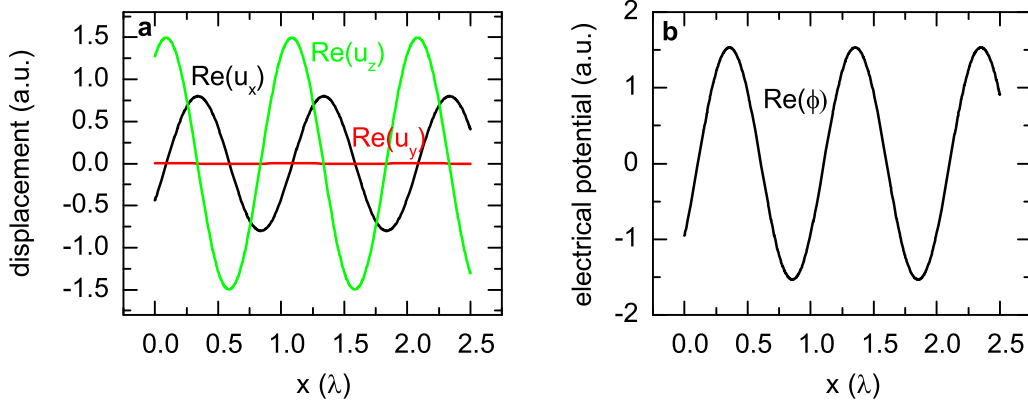 a
displacement (a.u.)
1.5
1.0
0.5
0.0
-0.5
-1.0
-1.5
Re(u_x)
Re(u_z)
Re(u_y)
0.0 0.5 1.0 1.5 2.0 2.5
x (λ)
b
electrical potential (a.u.)
2
1
0
-1
-2
Re(ϕ)
0.0 0.5 1.0 1.5 2.0 2.5
x (λ)